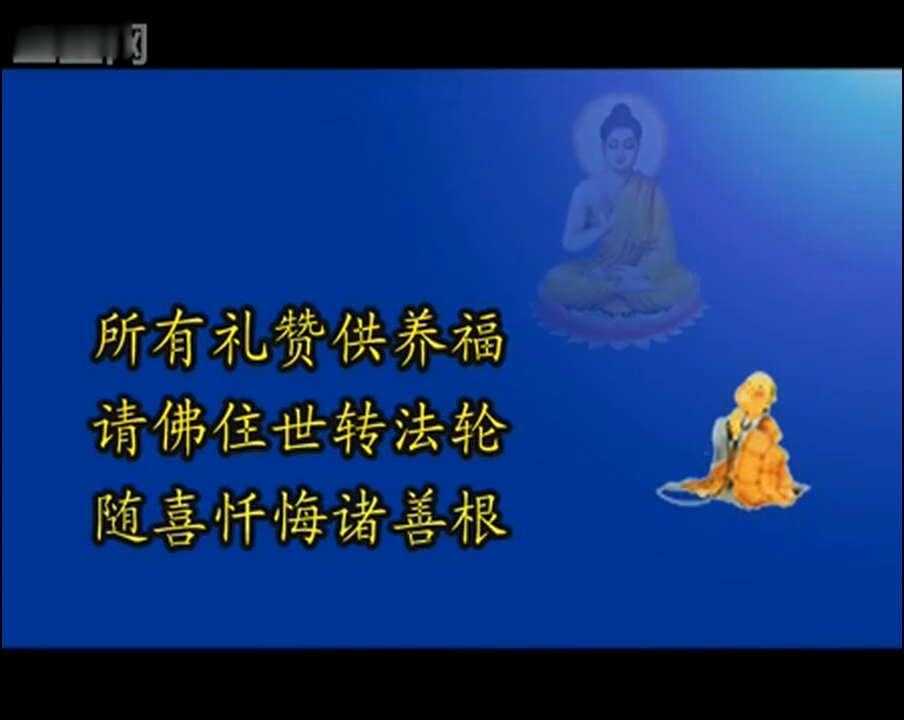 网
所有礼赞供养福
请佛住世转法轮
随喜忏悔诸善根